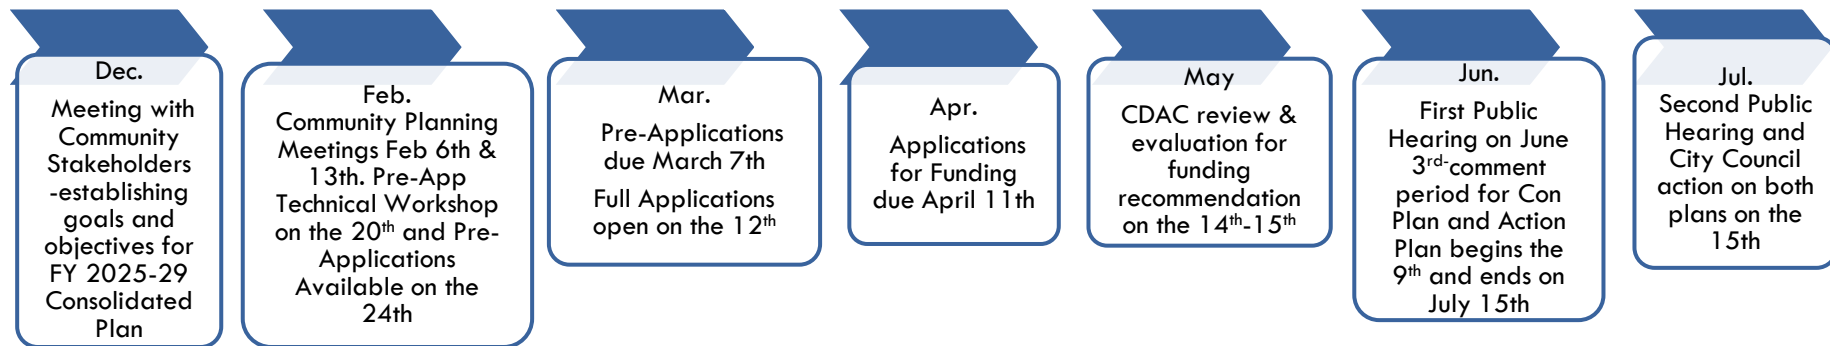 Dec.
Meeting with
Community
Stakeholders
-establishing
goals and
objectives for
FY 2025-29
Consolidated
Plan
Feb.
Community Planning
Meetings Feb 6th &
13th. Pre-App
Technical Workshop
on the 20th and Pre-
Applications
Available on the
24th
Mar.
Pre-Applications
due March 7th
Full Applications
open on the 12th
Apr.
Applications
for Funding
due April 11th
May
CDAC review &
evaluation for
funding
recommendation
on the 14th-15th
Jun.
First Public
Hearing on June
3rd-comment
period for Con
Plan and Action
Plan begins the
9th and ends on
July 15th
Jul.
Second Public
Hearing and
City Council
action on both
plans on the
15th